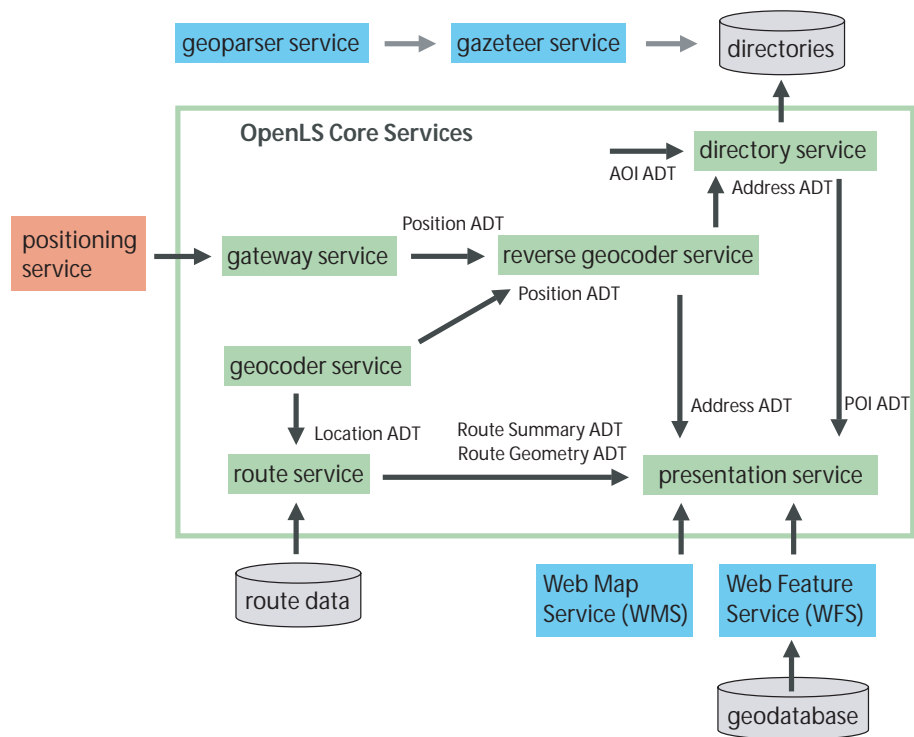 geoparser service
gazeteer service
directories
OpenLS Core Services
directory service
AOI ADT
Address ADT
positioning
service
Position ADT
gateway service
reverse geocoder service
Position ADT
geocoder service
Address ADT
POI ADT
Location ADT
Route Summary ADT
Route Geometry ADT
route service
presentation service
route data
Web Map
Service (WMS)
Web Feature
Service (WFS)
geodatabase